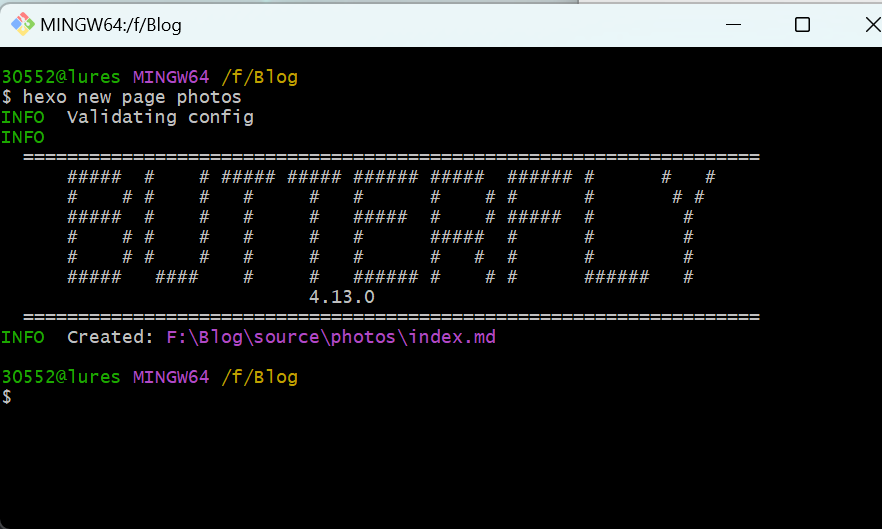 MINGW64:/f/Blog
30552@lures MINGW64 /f/Blog
$ hexo new page photos
INFO  Validating config
INFO
===================================================================
BUTTERFLY
4.13.0
===================================================================
INFO  Created: F:\Blog\source\photos\index.md
30552@lures MINGW64 /f/Blog
$